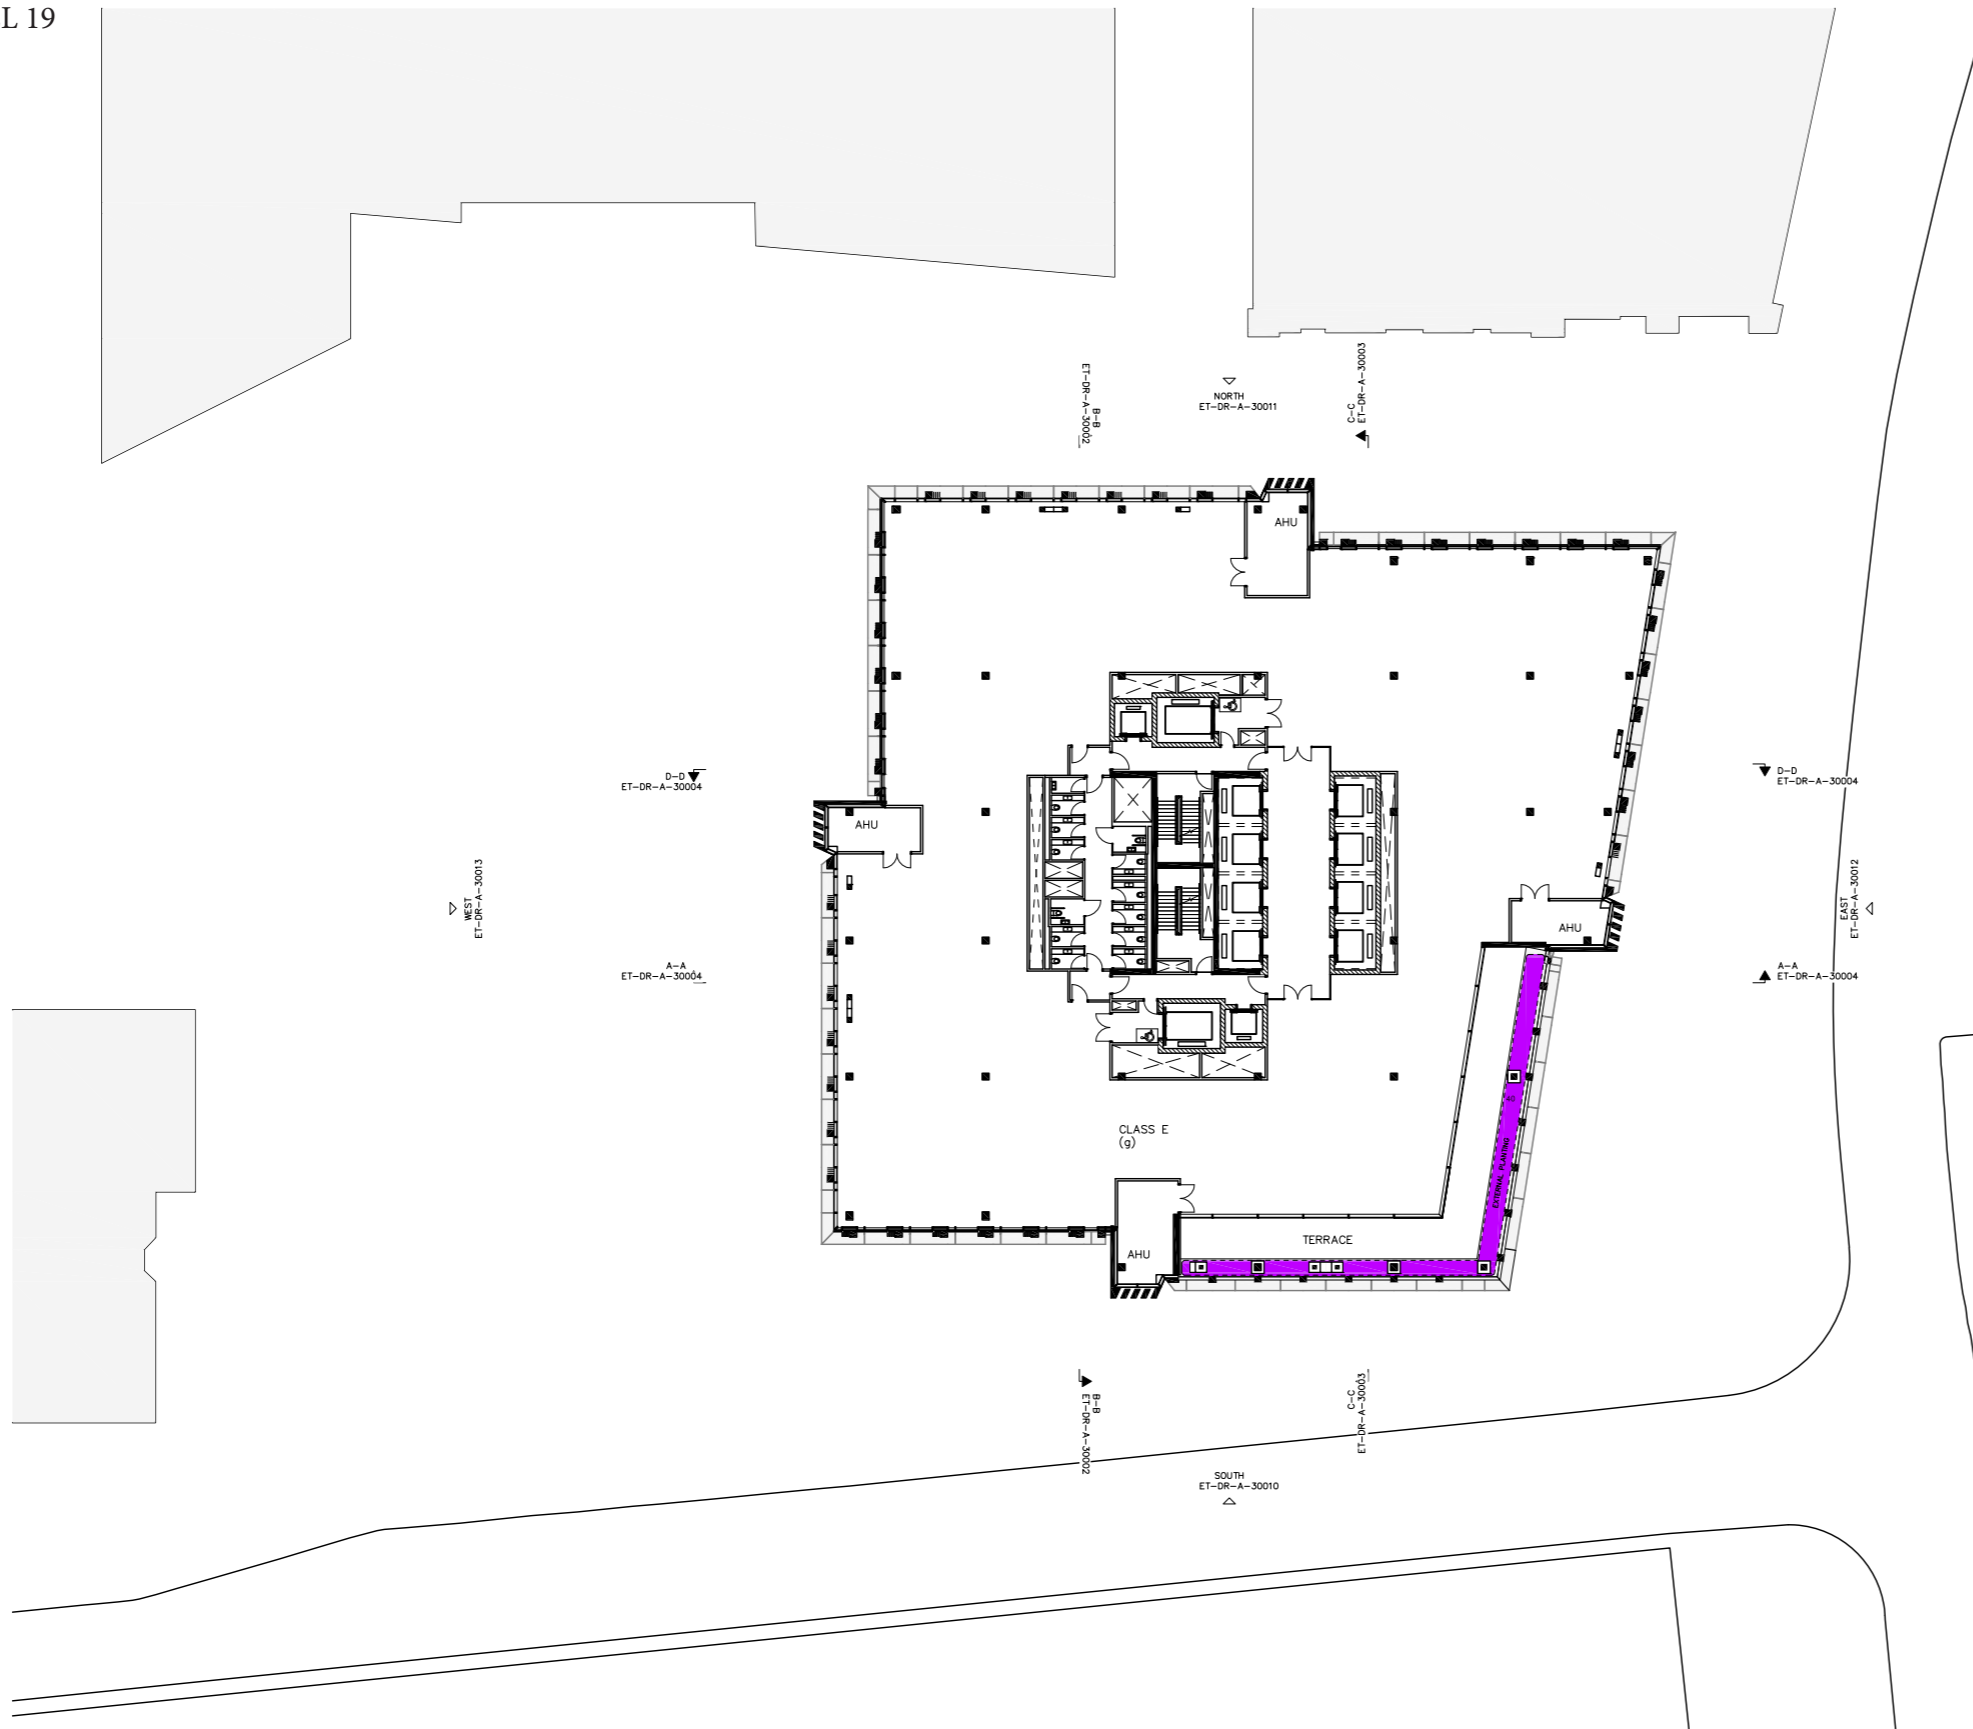 L 19
B-B
ET-DR-A-30002
NORTH
ET-DR-A-30011
C-C
ET-DR-A-30003
AHU
D-D
ET-DR-A-30004
D-D
ET-DR-A-30004
AHU
WEST
ET-DR-A-30013
EAST
ET-DR-A-30012
AHU
A-A
ET-DR-A-30004
A-A
ET-DR-A-30004
CLASS E
(g)
EXTERNAL PLANTING
TERRACE
AHU
B-B
ET-DR-A-30002
C-C
ET-DR-A-30003
SOUTH
ET-DR-A-30010